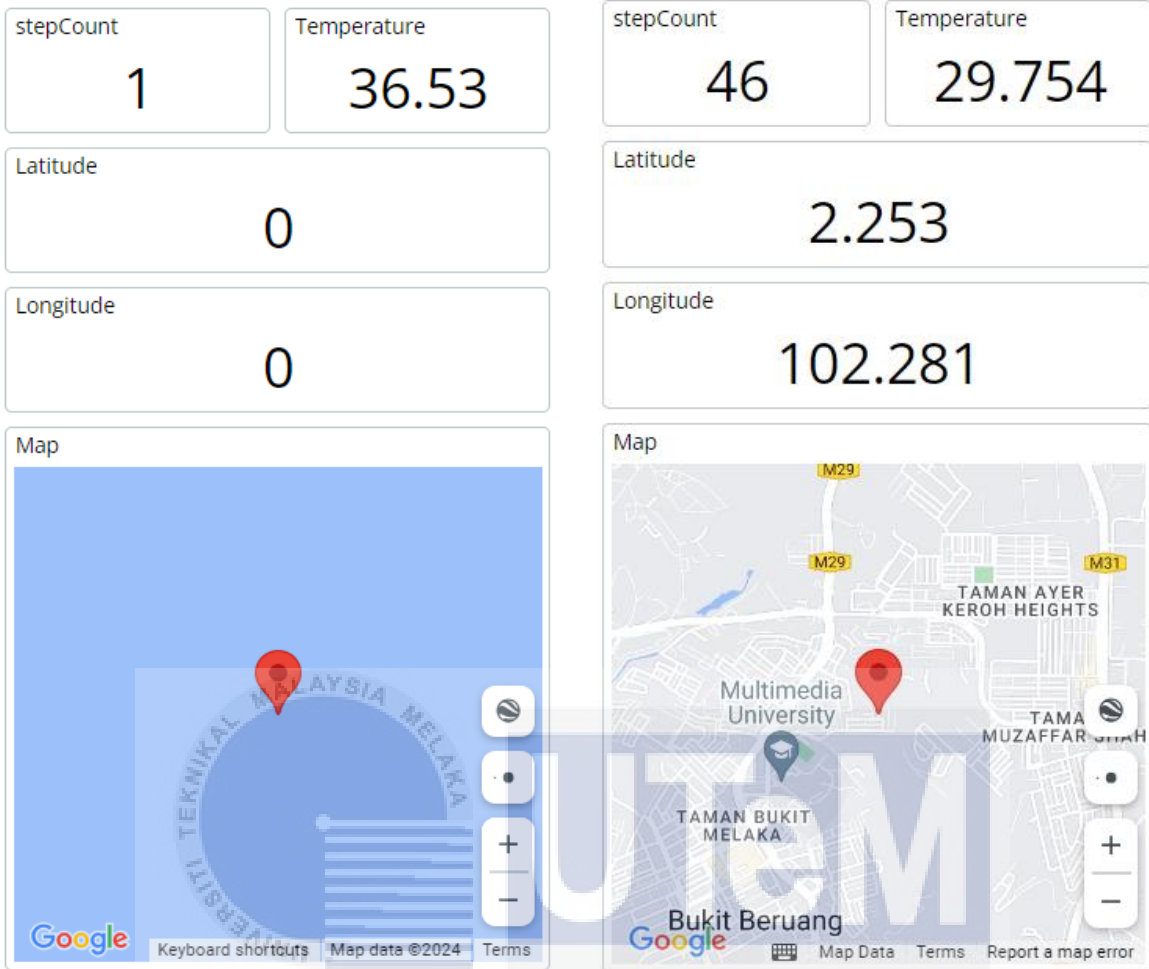 stepCount
1
Temperature
36.53
Latitude
0
Longitude
0
Map
UNIVERSITI TEKNIKAL MALAYSIA MELAKA
Google
Keyboard shortcuts
Map data ©2024
Terms
stepCount
46
Temperature
29.754
Latitude
2.253
Longitude
102.281
Map
M29
M29
M31
TAMAN AYER
KEROH HEIGHTS
Multimedia
University
TAMA
MUZAFFAR
TAMAN BUKIT
MELAKA
UTeM
Bukit Beruang
Google
Map Data
Terms
Report a map error